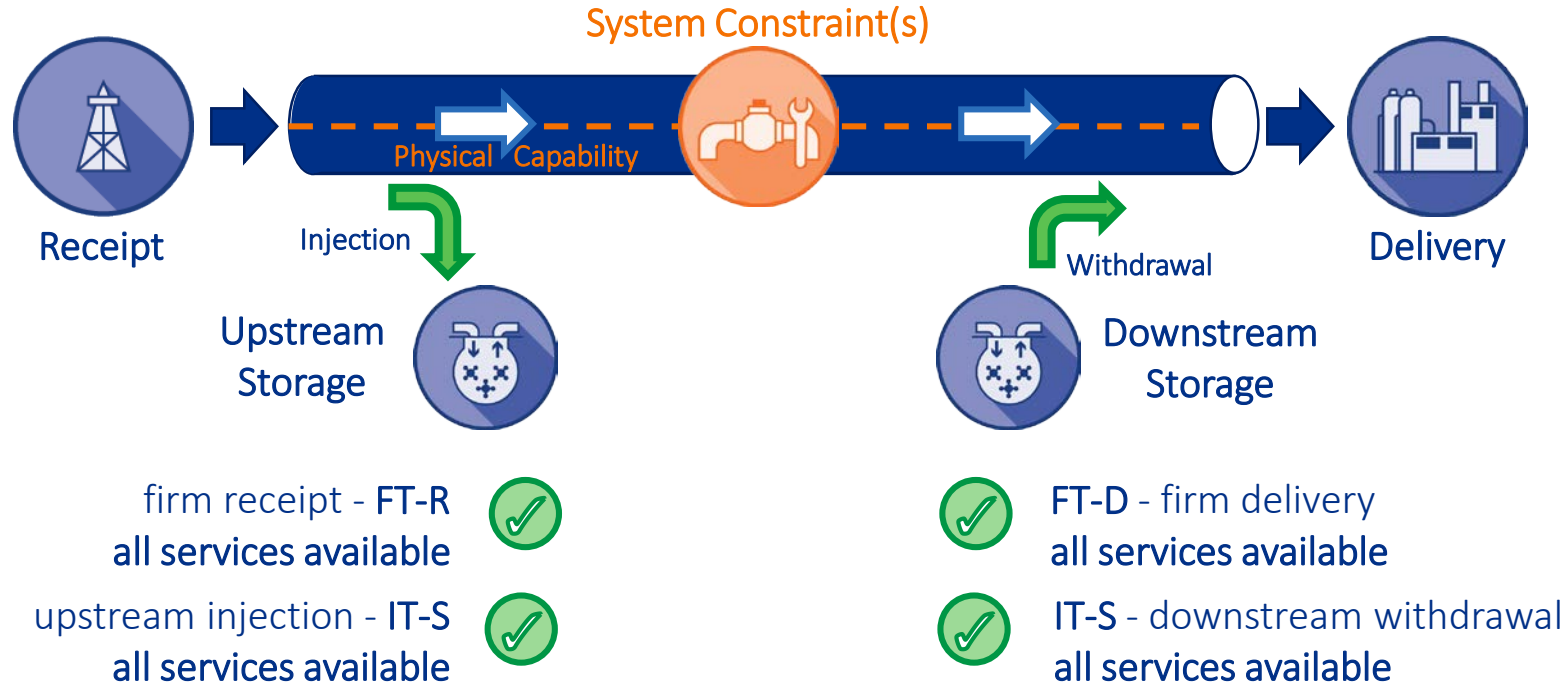 System Constraint(s)
Physical Capability
Receipt
Injection
Withdrawal
Delivery
Upstream
Storage
Downstream
Storage
firm receipt - FT-R
all services available
upstream injection - IT-S
all services available
FT-D - firm delivery
all services available
IT-S - downstream withdrawal
all services available